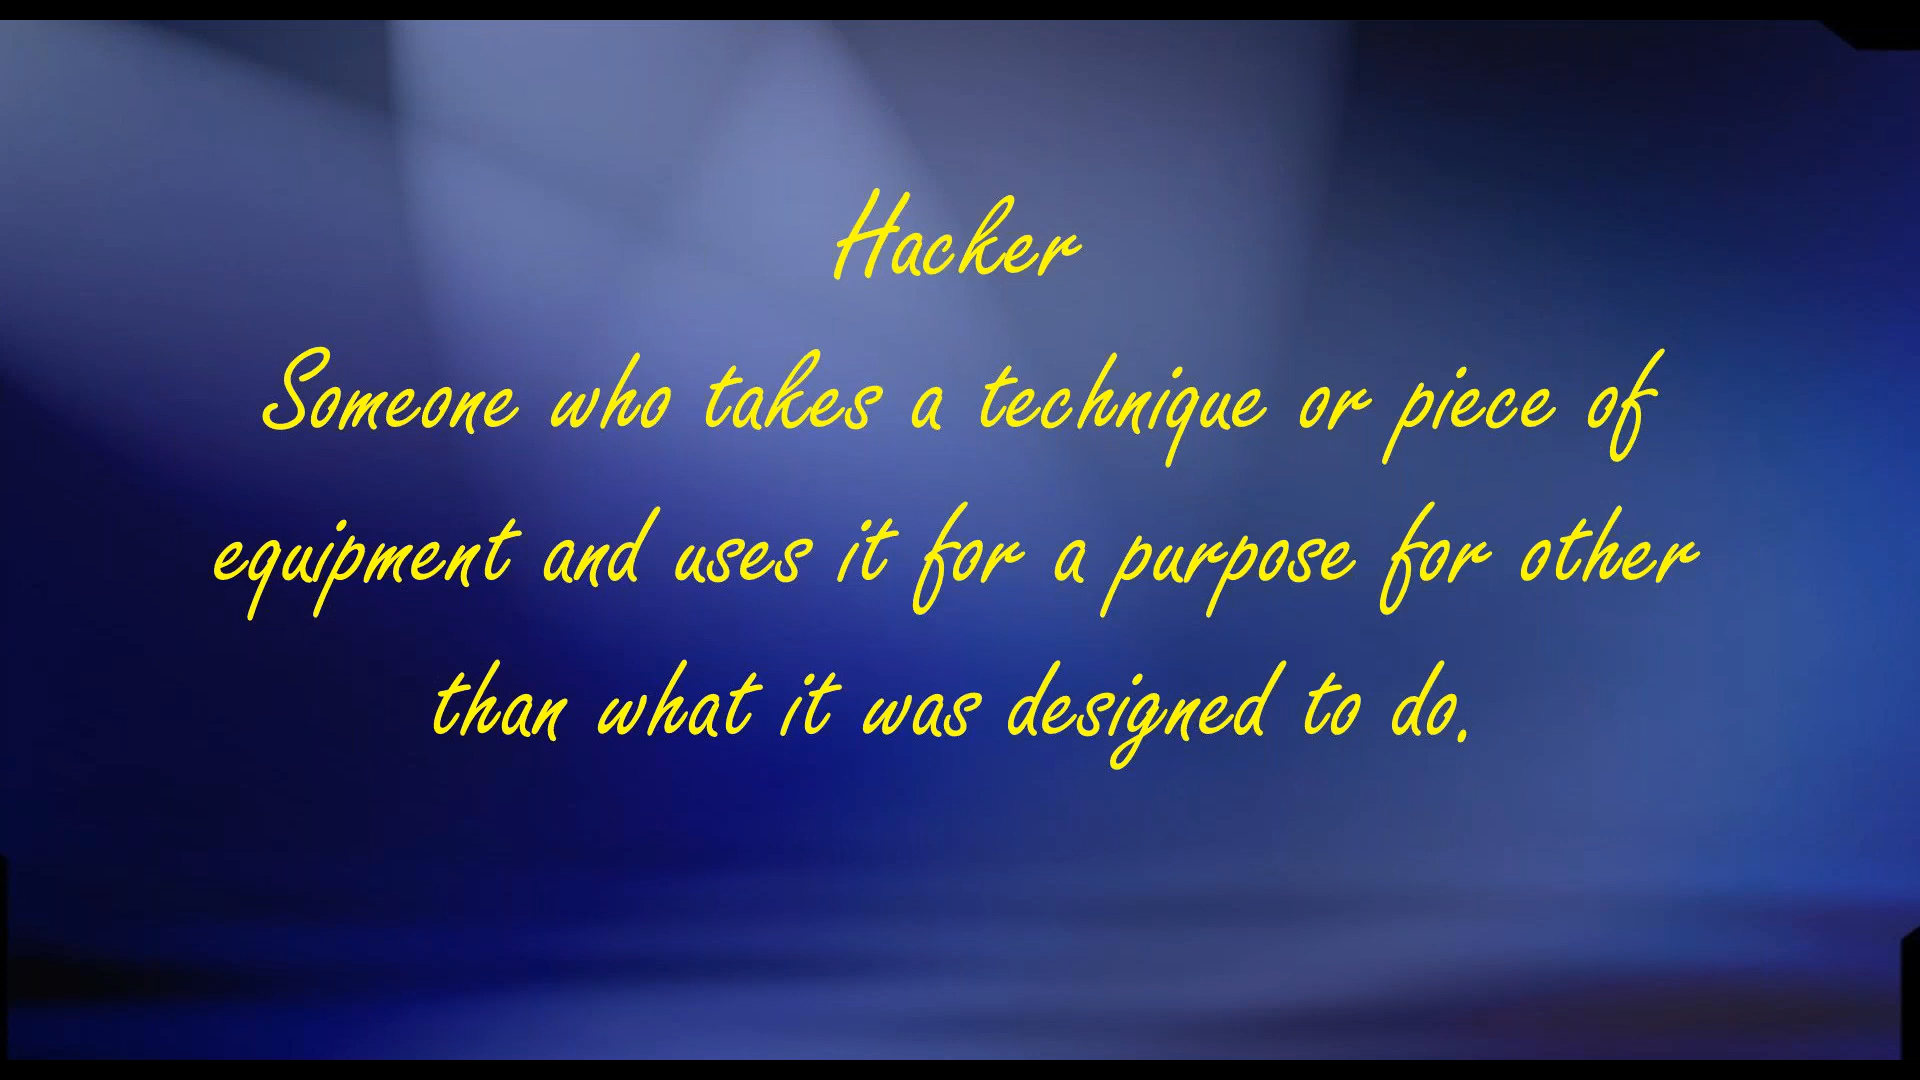 Hacker
Someone who takes a technique or piece of
equipment and uses it for a purpose for other
than what it was designed to do.